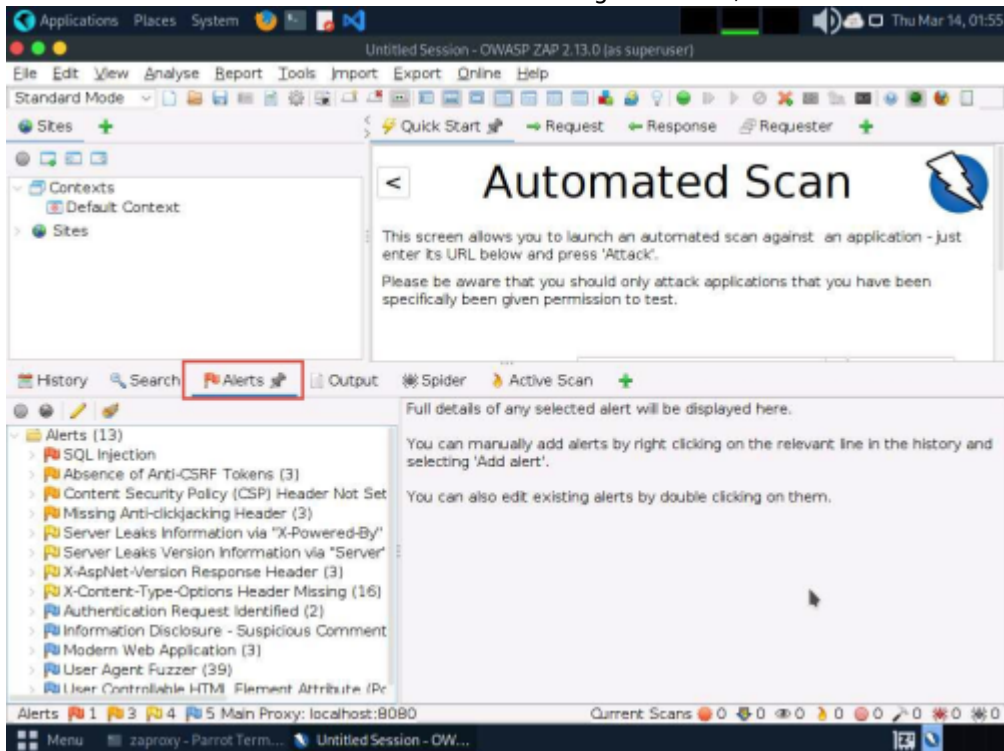 Applications Places System Thu Mar 14, 01:55
Untitled Session - OWASP ZAP 2.13.0 (as superuser)
File Edit View Analyse Report Tools Import Export Online Help
Standard Mode
Sites Quick Start Request Response Requester
< Automated Scan
Contexts
Default Context
Sites
This screen allows you to launch an automated scan against an application - just
enter its URL below and press 'Attack'.
Please be aware that you should only attack applications that you have been
specifically been given permission to test.
History Search Alerts Output Spider Active Scan
Full details of any selected alert will be displayed here.
You can manually add alerts by right clicking on the relevant line in the history and
selecting 'Add alert'.
You can also edit existing alerts by double clicking on them.
Alerts (13)
SQL Injection
Absence of Anti-CSRF Tokens (3)
Content Security Policy (CSP) Header Not Set
Missing Anti-clickjacking Header (3)
Server Leaks Information via "X-Powered-By"
Server Leaks Version Information via "Server"
X-AspNet-Version Response Header (3)
X-Content-Type-Options Header Missing (16)
Authentication Request Identified (2)
Information Disclosure - Suspicious Comment
Modern Web Application (3)
User Agent Fuzzer (39)
User Controllable HTML Element Attribute (Po
Alerts 1 3 4 5 Main Proxy: localhost:8080 Current Scans 0 0 0 0 0 0 0 0
Menu zaproxy - Parrot Term... Untitled Session - OW...